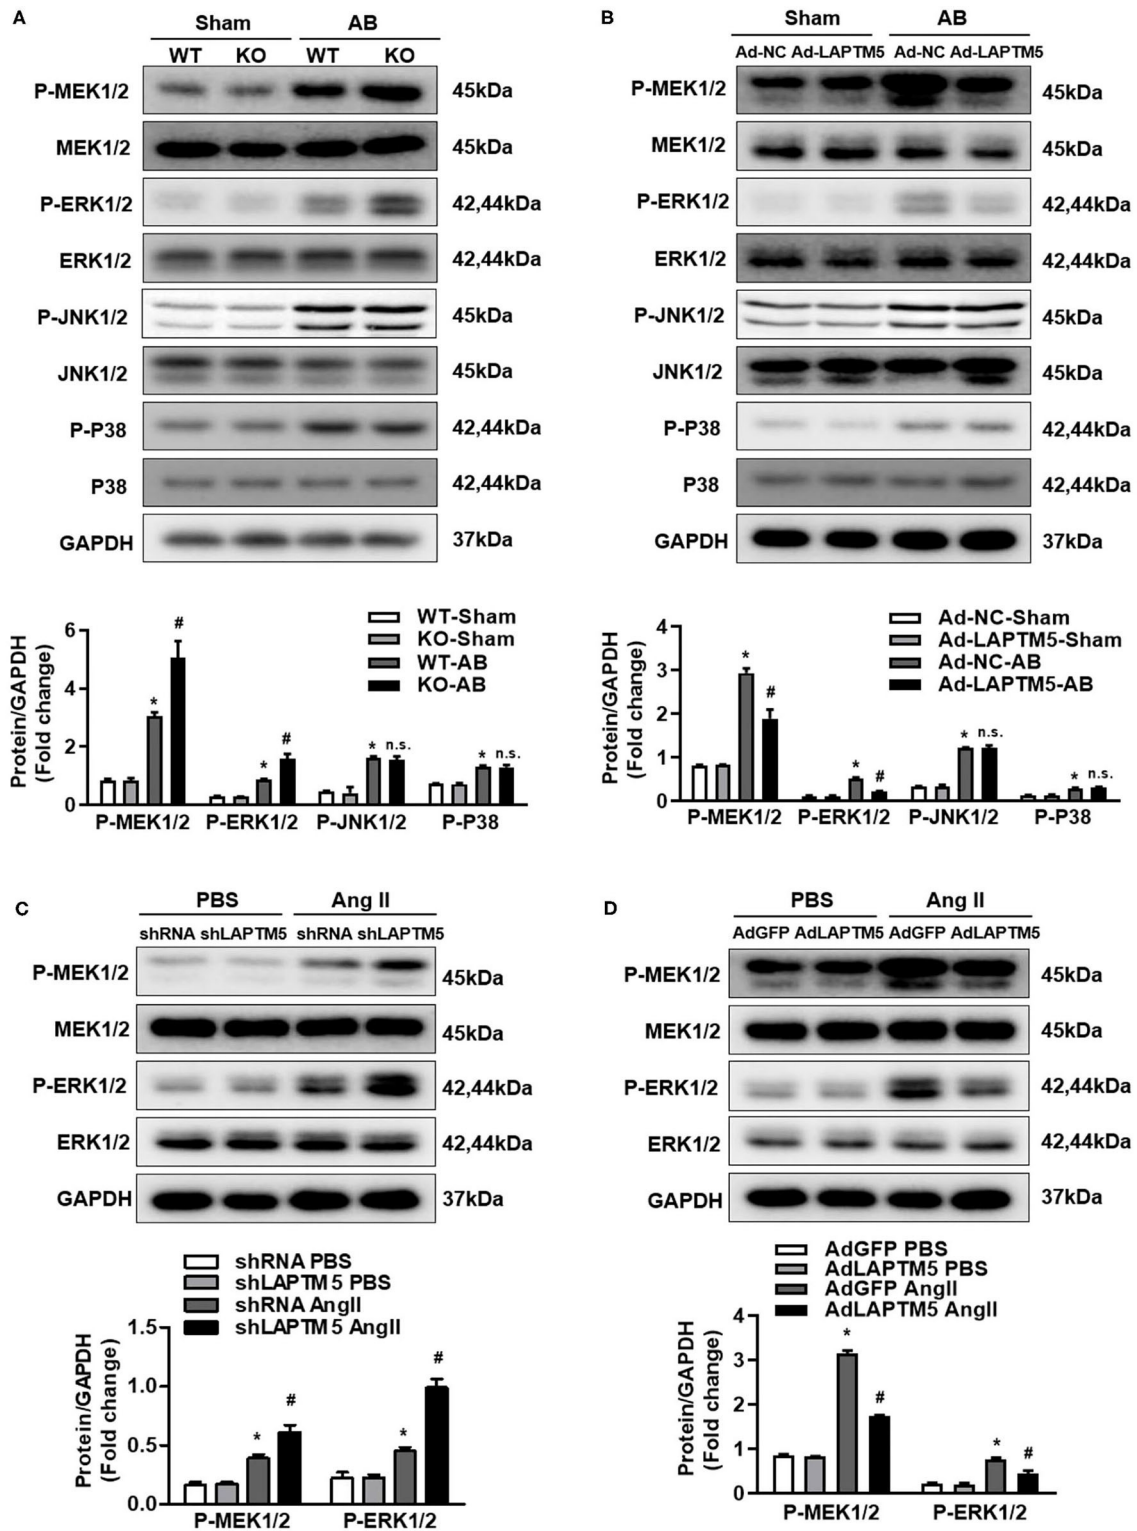 A
Sham AB
WT KO WT KO
P-MEK1/2 45kDa
MEK1/2 45kDa
P-ERK1/2 42,44kDa
ERK1/2 42,44kDa
P-JNK1/2 45kDa
JNK1/2 45kDa
P-P38 42,44kDa
P38 42,44kDa
GAPDH 37kDa
Protein/GAPDH
(Fold change)
6
4
2
0
WT-Sham
KO-Sham
WT-AB
KO-AB
* # * # * n.s. * n.s.
P-MEK1/2 P-ERK1/2 P-JNK1/2 P-P38
B
Sham AB
Ad-NC Ad-LAPTM5 Ad-NC Ad-LAPTM5
P-MEK1/2 45kDa
MEK1/2 45kDa
P-ERK1/2 42,44kDa
ERK1/2 42,44kDa
P-JNK1/2 45kDa
JNK1/2 45kDa
P-P38 42,44kDa
P38 42,44kDa
GAPDH 37kDa
Protein/GAPDH
(Fold change)
4
3
2
1
0
Ad-NC-Sham
Ad-LAPTM5-Sham
Ad-NC-AB
Ad-LAPTM5-AB
* # * # * n.s. * n.s.
P-MEK1/2 P-ERK1/2 P-JNK1/2 P-P38
C
PBS Ang II
shRNA shLAPTM5 shRNA shLAPTM5
P-MEK1/2 45kDa
MEK1/2 45kDa
P-ERK1/2 42,44kDa
ERK1/2 42,44kDa
GAPDH 37kDa
shRNA PBS
shLAPTM5 PBS
shRNA AngII
shLAPTM5 AngII
Protein/GAPDH
(Fold change)
1.5
1.0
0.5
0.0
* # * #
P-MEK1/2 P-ERK1/2
D
PBS Ang II
AdGFP AdLAPTM5 AdGFP AdLAPTM5
P-MEK1/2 45kDa
MEK1/2 45kDa
P-ERK1/2 42,44kDa
ERK1/2 42,44kDa
GAPDH 37kDa
AdGFP PBS
AdLAPTM5 PBS
AdGFP AngII
AdLAPTM5 AngII
Protein/GAPDH
(Fold change)
4
3
2
1
0
* # * #
P-MEK1/2 P-ERK1/2